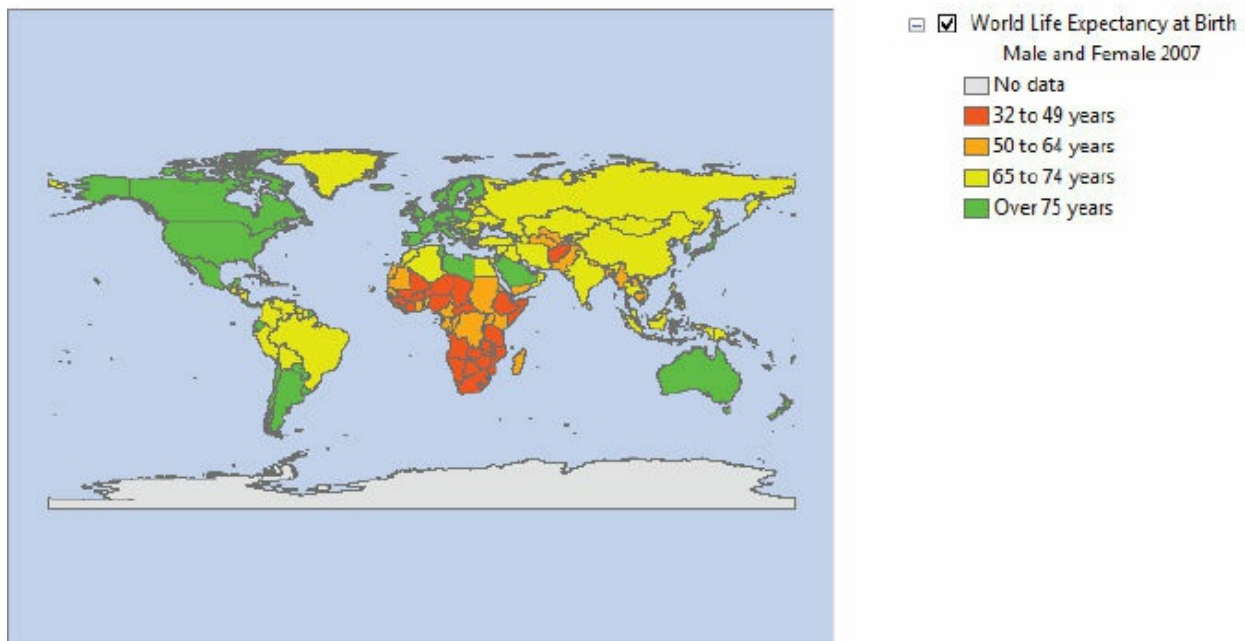 World Life Expectancy at Birth
Male and Female 2007
No data
32 to 49 years
50 to 64 years
65 to 74 years
Over 75 years